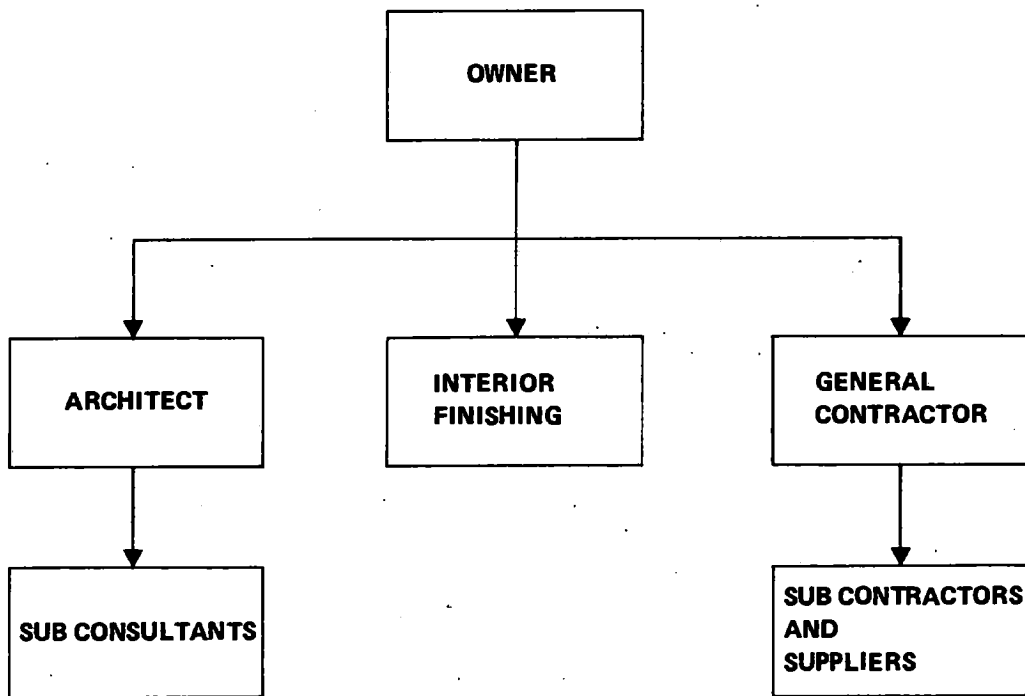 OWNER
ARCHITECT
INTERIOR
FINISHING
GENERAL
CONTRACTOR
SUB CONSULTANTS
SUB CONTRACTORS
AND
SUPPLIERS